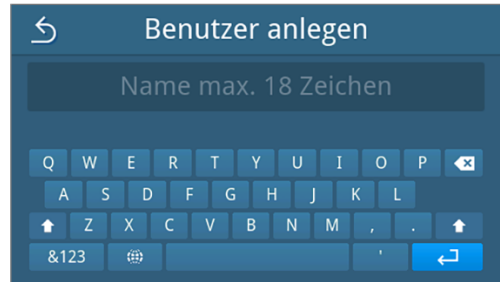 Benutzer anlegen
Name max. 18 Zeichen
Q W E R T Y U I O P
A S D F G H J K L
Z X C V B N M , .
&123 '